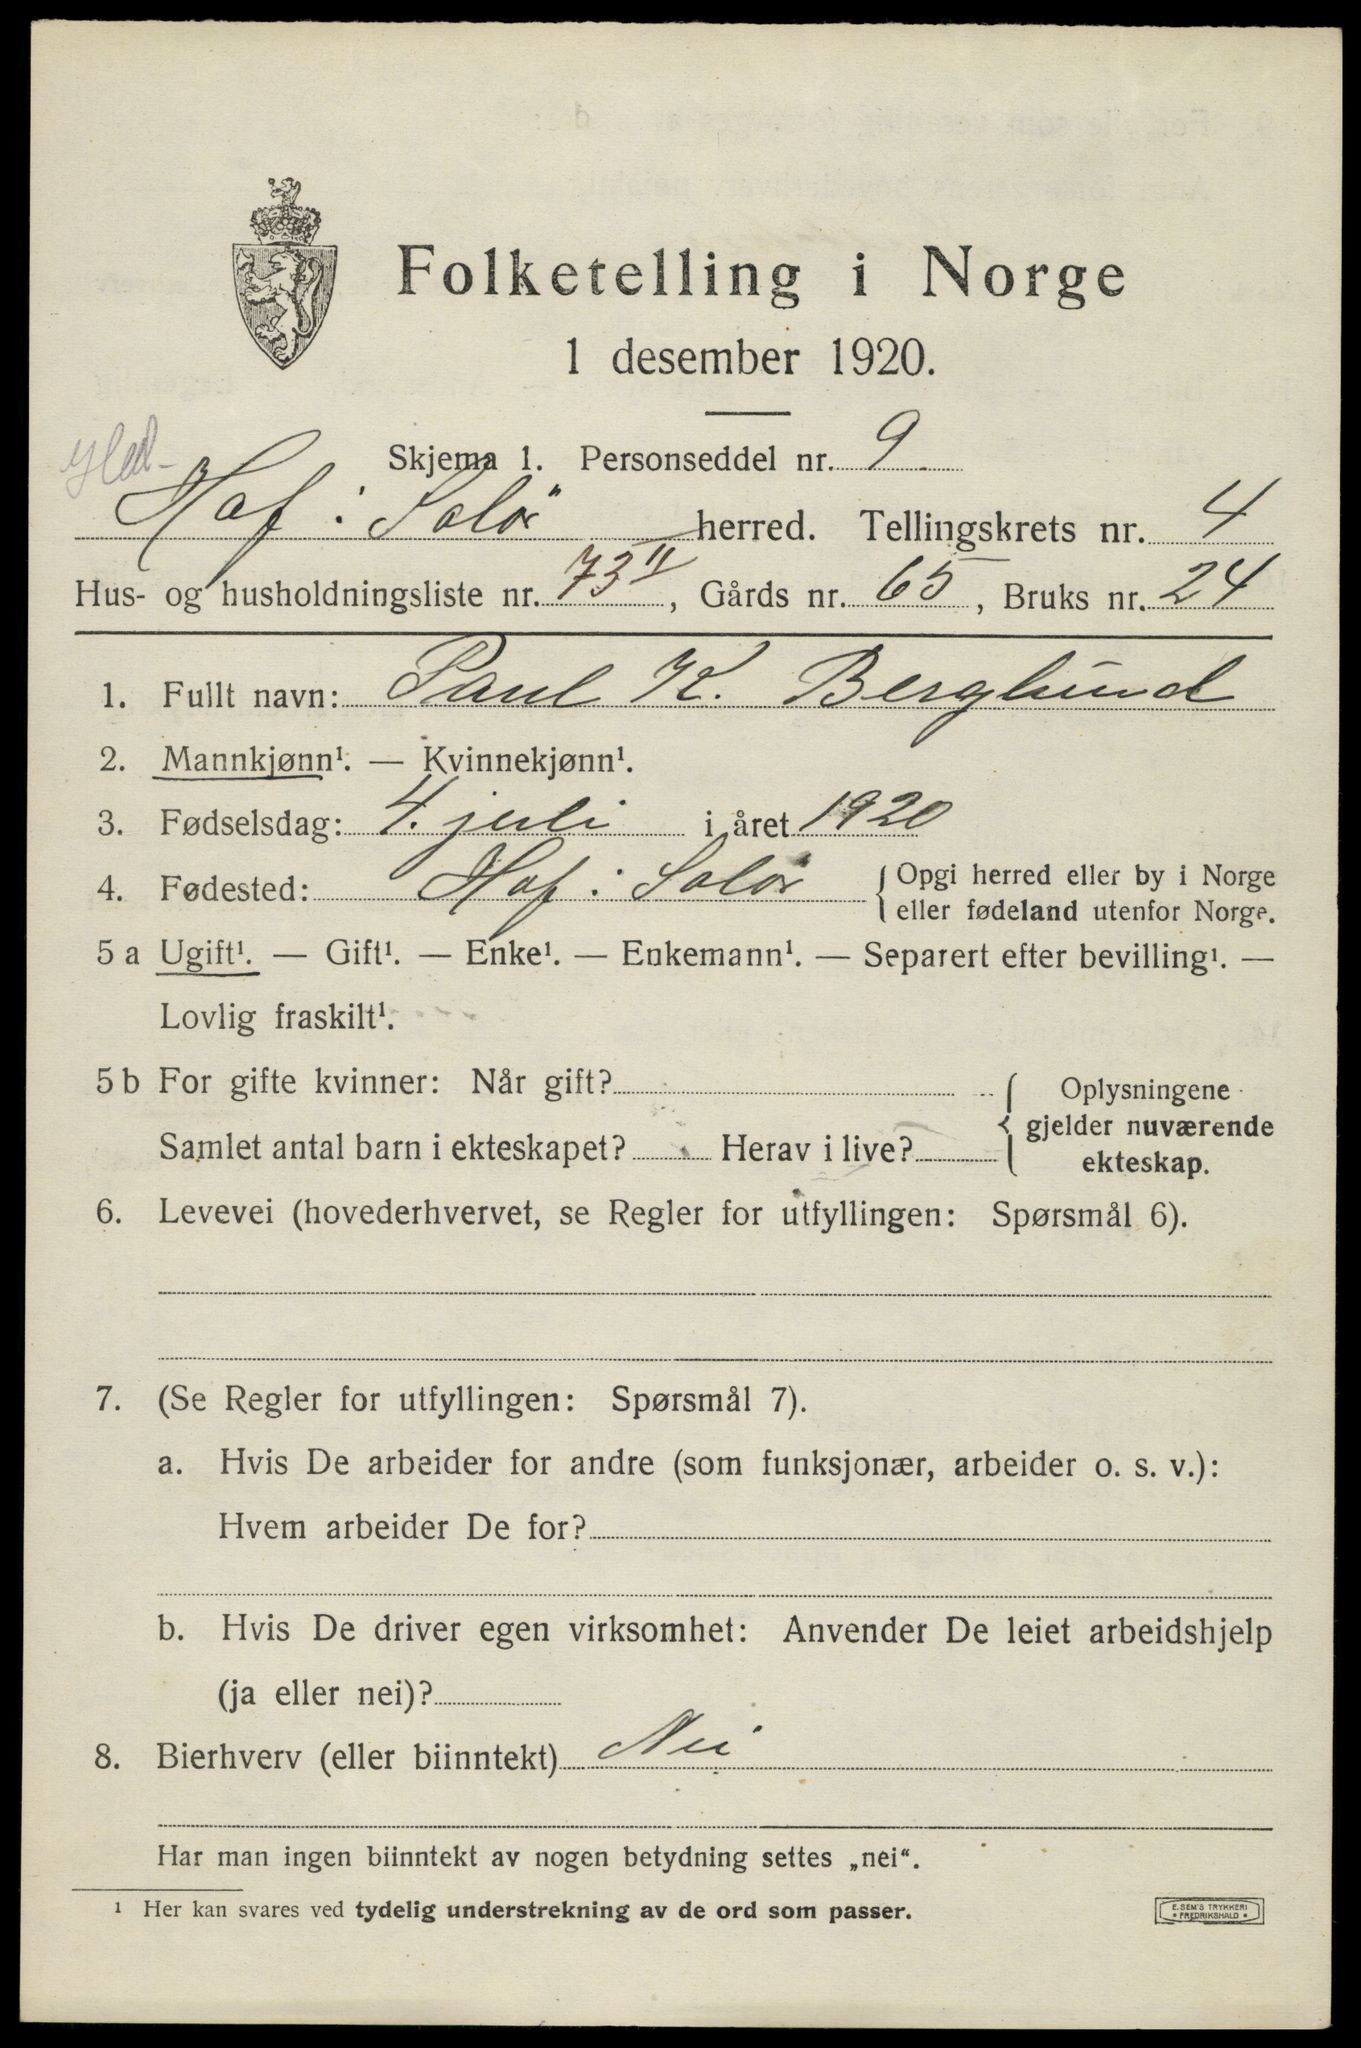 Folketelling i Norge
1 desember 1920.
Skjema 1. Personseddel nr. 9
Hof i Solør herred. Tellingskrets nr. 4
Hus- og husholdningsliste nr. 73 II, Gårds nr. 65, Bruks nr. 24
1. Fullt navn: Paul K. Berglund
2. Mannkjønn¹. — Kvinnekjønn¹.
3. Fødselsdag: 4. juli i året 1920
4. Fødested: Hof i Solør { Opgi herred eller by i Norge
eller fødeland utenfor Norge.
5 a Ugift¹. — Gift¹. — Enke¹. — Enkemann¹. — Separert efter bevilling¹. —
Lovlig fraskilt¹.
5 b For gifte kvinner: Når gift? { Oplysningene
gjelder nuværende
Samlet antal barn i ekteskapet? Herav i live?
ekteskap.
6. Levevei (hovederhvervet, se Regler for utfyllingen: Spørsmål 6).
7. (Se Regler for utfyllingen: Spørsmål 7).
a. Hvis De arbeider for andre (som funksjonær, arbeider o. s. v.):
Hvem arbeider De for?
b. Hvis De driver egen virksomhet: Anvender De leiet arbeidshjelp
(ja eller nei)?
8. Bierhverv (eller biinntekt) Nei
Har man ingen biinntekt av nogen betydning settes „nei“.
¹ Her kan svares ved tydelig understrekning av de ord som passer.
E. SEM'S TRYKKERI
• FREDRIKSHALD •